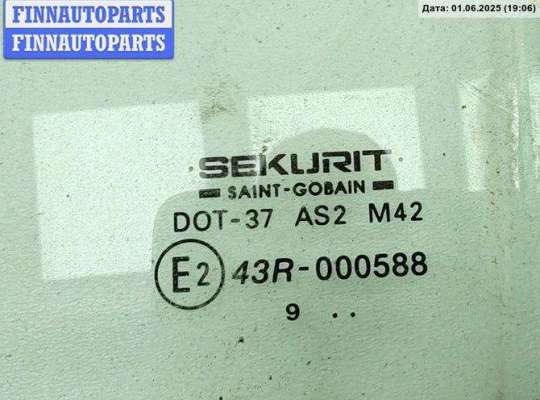 FINNAUTOPARTS
FINNAUTOPARTS
Дата: 01.06.2025 (19:06)
SEKURIT
SAINT-GOBAIN
DOT-37 AS2 M42
E2 43R-000588
9 ..